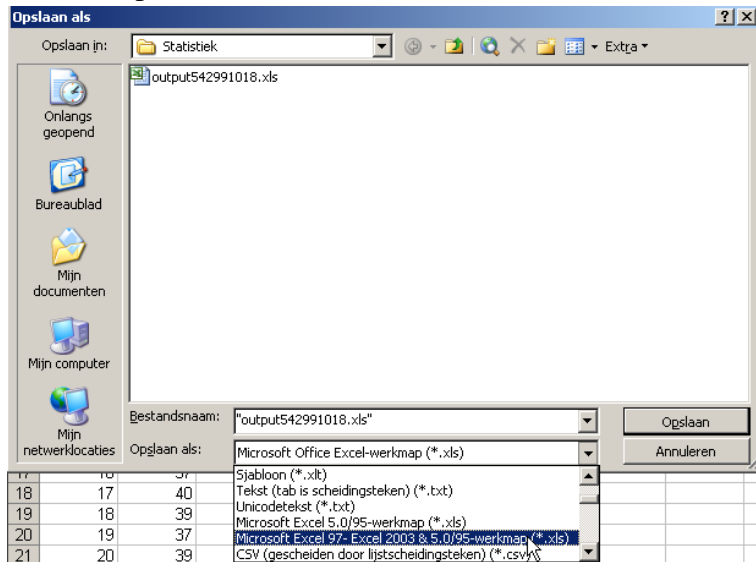 Opslaan als
Opslaan in:
Statistiek
Extra
output542991018.xls
Onlangs
geopend
Bureaublad
Mijn
documenten
Mijn computer
Mijn
netwerklocaties
Bestandsnaam:
"output542991018.xls"
Opslaan
Opslaan als:
Microsoft Office Excel-werkmap (*.xls)
Annuleren
Sjabloon (*.xlt)
Tekst (tab is scheidingsteken) (*.txt)
Unicodetekst (*.txt)
Microsoft Excel 5.0/95-werkmap (*.xls)
Microsoft Excel 97- Excel 2003 & 5.0/95-werkmap (*.xls)
CSV (gescheiden door lijstscheidingsteken) (*.csv)
17 16 37
18 17 40
19 18 39
20 19 37
21 20 39